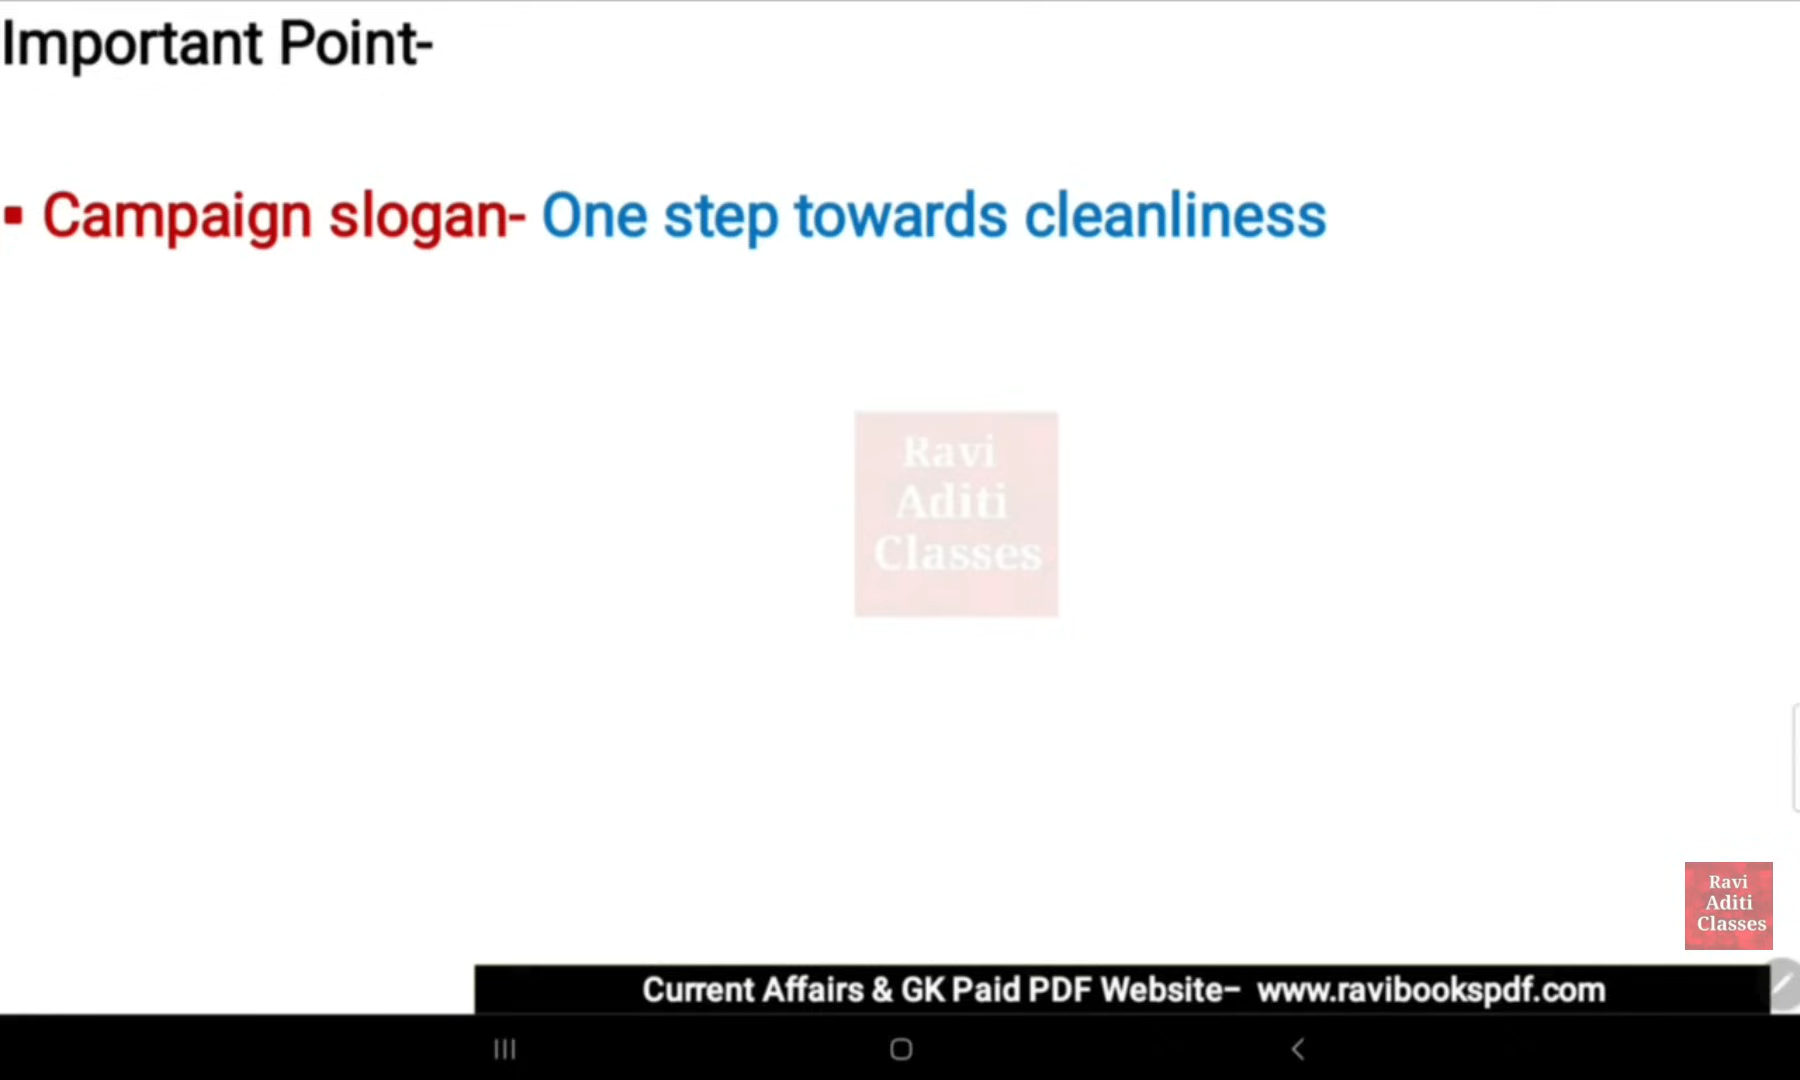 Important Point-
▪ Campaign slogan- One step towards cleanliness
Ravi
Aditi
Classes
Ravi
Aditi
Classes
Current Affairs & GK Paid PDF Website– www.ravibookspdf.com